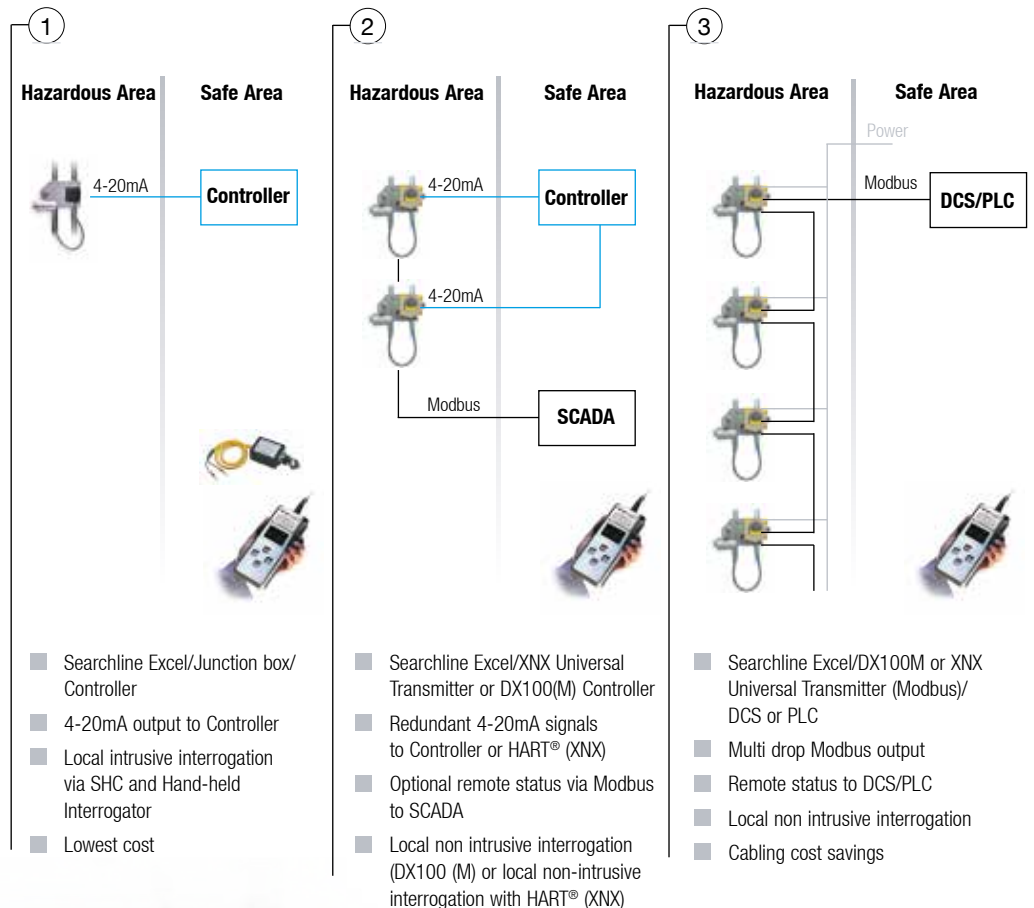 1
Hazardous Area
Safe Area
4-20mA
Controller
Searchline Excel/Junction box/
Controller
4-20mA output to Controller
Local intrusive interrogation
via SHC and Hand-held
Interrogator
Lowest cost
2
Hazardous Area
Safe Area
4-20mA
Controller
4-20mA
Modbus
SCADA
Searchline Excel/XNX Universal
Transmitter or DX100(M) Controller
Redundant 4-20mA signals
to Controller or HART® (XNX)
Optional remote status via Modbus
to SCADA
Local non intrusive interrogation
(DX100 (M) or local non-intrusive
interrogation with HART® (XNX)
3
Hazardous Area
Safe Area
Power
Modbus
DCS/PLC
Searchline Excel/DX100M or XNX
Universal Transmitter (Modbus)/
DCS or PLC
Multi drop Modbus output
Remote status to DCS/PLC
Local non intrusive interrogation
Cabling cost savings